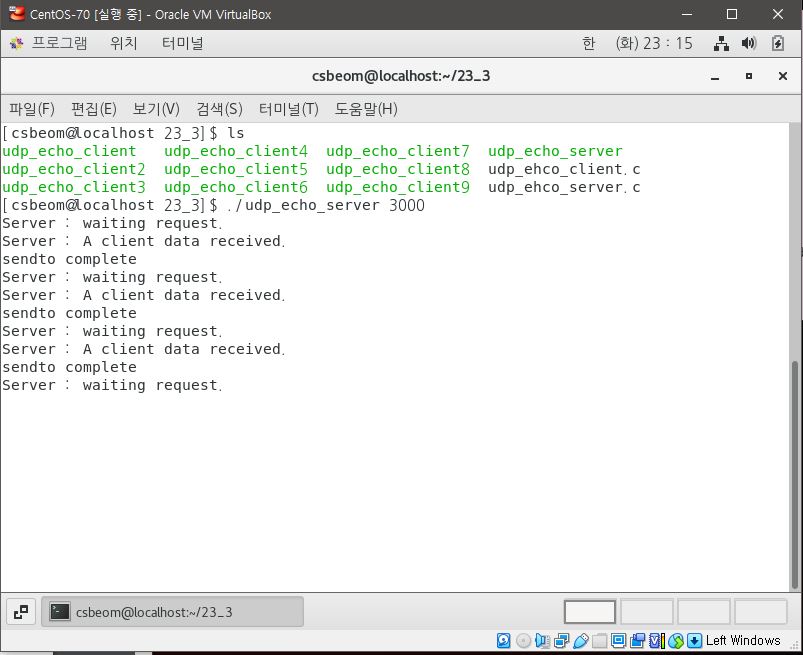 CentOS-70 [실행 중] - Oracle VM VirtualBox
프로그램 위치 터미널 한 (화) 23 : 15
csbeom@localhost:~/23_3
파일(F) 편집(E) 보기(V) 검색(S) 터미널(T) 도움말(H)
[csbeom@localhost 23_3]$ ls
udp_echo_client udp_echo_client4 udp_echo_client7 udp_echo_server
udp_echo_client2 udp_echo_client5 udp_echo_client8 udp_ehco_client.c
udp_echo_client3 udp_echo_client6 udp_echo_client9 udp_ehco_server.c
[csbeom@localhost 23_3]$ ./udp_echo_server 3000
Server : waiting request.
Server : A client data received.
sendto complete
Server : waiting request.
Server : A client data received.
sendto complete
Server : waiting request.
Server : A client data received.
sendto complete
Server : waiting request.
csbeom@localhost:~/23_3
Left Windows